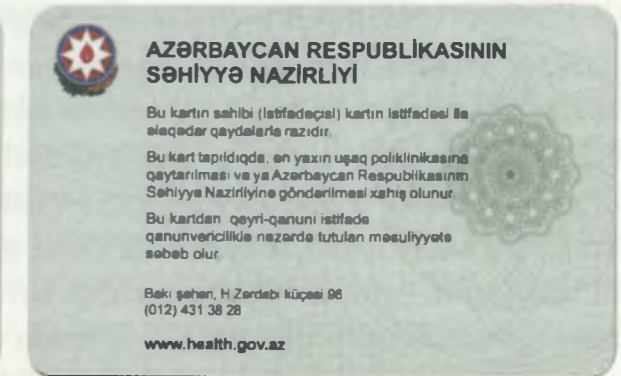 AZƏRBAYCAN RESPUBLİKASININ
SƏHİYYƏ NAZİRLİYİ
Bu kartın sahibi (istifadəçisi) kartın istifadəsi ilə
əlaqədar qaydalarla razıdır.
Bu kart tapıldıqda, ən yaxın uşaq poliklinikasına
qaytarılması və ya Azərbaycan Respublikasının
Səhiyyə Nazirliyinə göndərilməsi xahiş olunur.
Bu kartdan qeyri-qanuni istifadə
qanunvericiliklə nəzərdə tutulan məsuliyyətə
səbəb olur.
Bakı şəhəri, H.Zərdabi küçəsi 96
(012) 431 38 28
www.health.gov.az